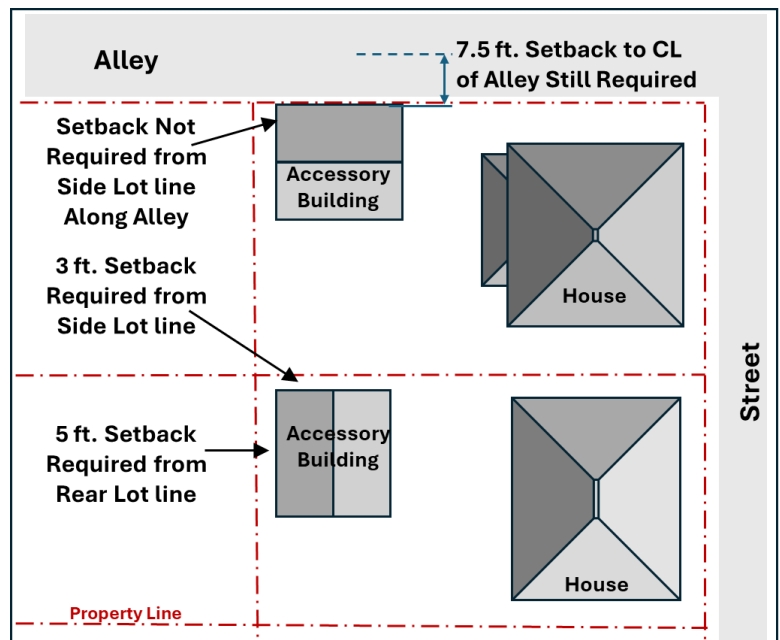 Alley
7.5 ft. Setback to CL
of Alley Still Required
Setback Not
Required from
Side Lot line
Along Alley
Accessory
Building
House
3 ft. Setback
Required from
Side Lot line
Street
5 ft. Setback
Required from
Rear Lot line
Accessory
Building
House
Property Line